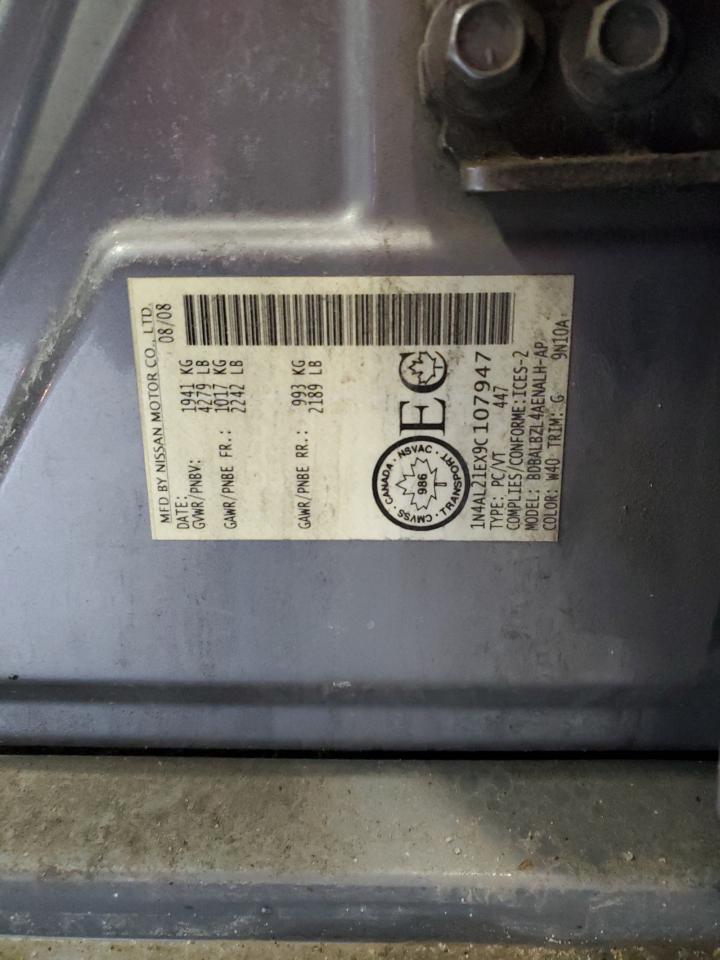 MFD BY NISSAN MOTOR CO., LTD.
DATE: 08/08
GVWR/PNBV: 1941 KG
4279 LB
GAWR/PNBE FR.: 1017 KG
2242 LB
GAWR/PNBE RR.: 993 KG
2189 LB
CANADA · NSVAC · TRANSPORT · CMVSS ·
986
EC
1N4AL21EX9C107947
TYPE: PC/VT 447
COMPLIES/CONFORME:ICES-2
MODEL: BDBALBZL4AENALH-AP
COLOR: W40 TRIM: G 9N10A